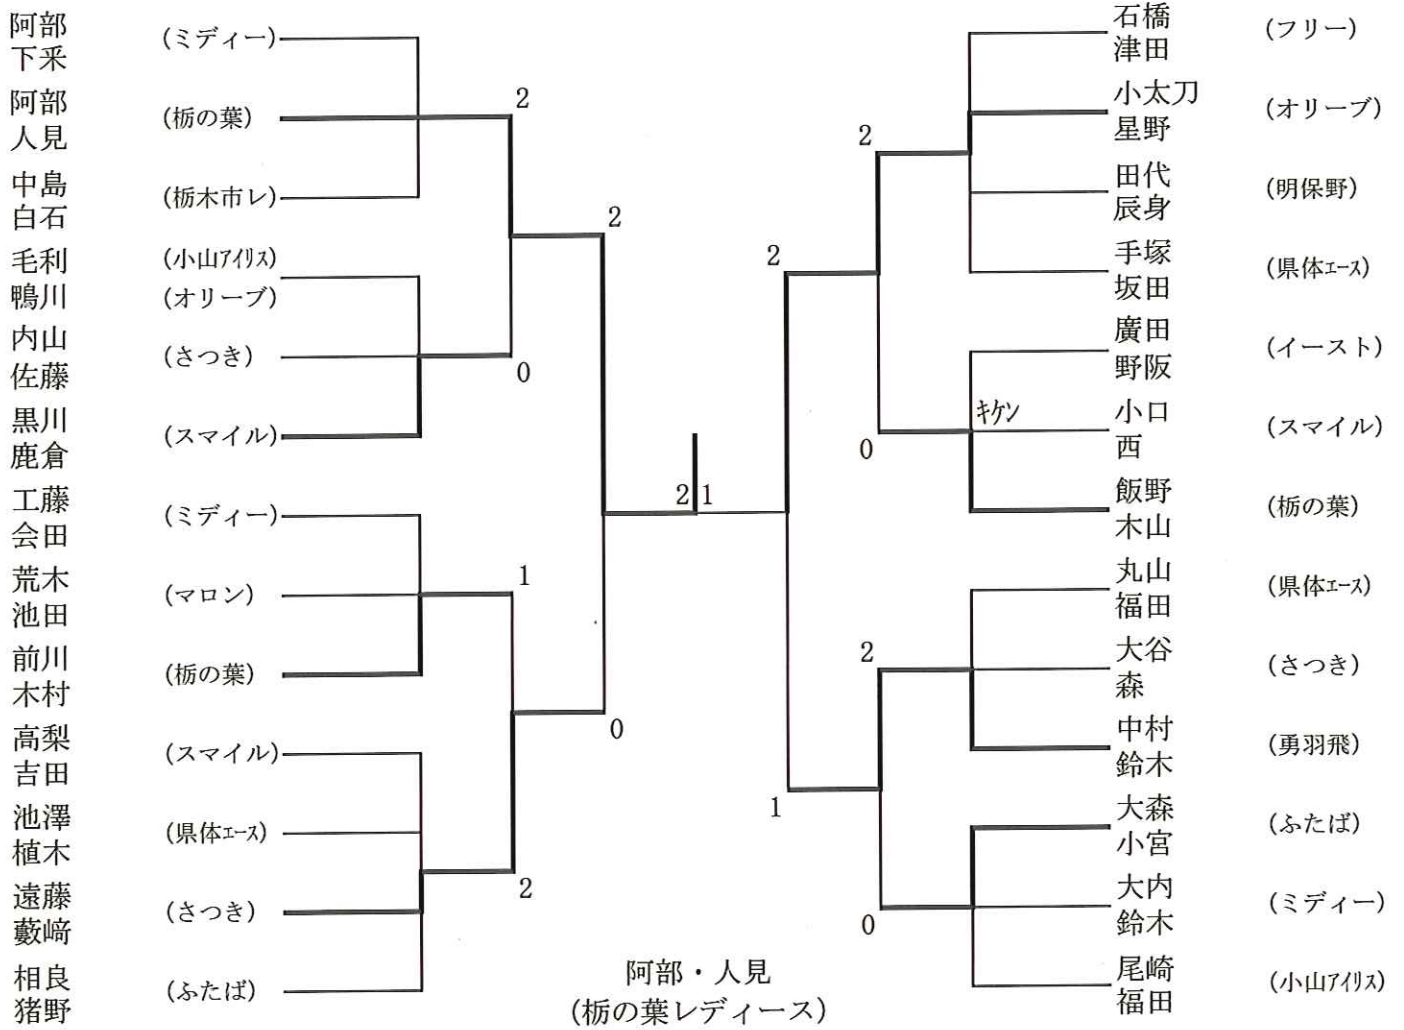 阿部
下釆
(ミディー)
阿部
人見
(栃の葉)
中島
白石
(栃木市レ)
毛利
鴨川
(小山アイリス)
(オリーブ)
内山
佐藤
(さつき)
黒川
鹿倉
(スマイル)
工藤
会田
(ミディー)
荒木
池田
(マロン)
前川
木村
(栃の葉)
高梨
吉田
(スマイル)
池澤
植木
(県体エース)
遠藤
藪﨑
(さつき)
相良
猪野
(ふたば)
2
0
1
2
2
0
2 1
2
1
2
0
2
0
キケン
石橋
津田
(フリー)
小太刀
星野
(オリーブ)
田代
辰身
(明保野)
手塚
坂田
(県体エース)
廣田
野阪
(イースト)
小口
西
(スマイル)
飯野
木山
(栃の葉)
丸山
福田
(県体エース)
大谷
森
(さつき)
中村
鈴木
(勇羽飛)
大森
小宮
(ふたば)
大内
鈴木
(ミディー)
尾崎
福田
(小山アイリス)
阿部・人見
(栃の葉レディース)